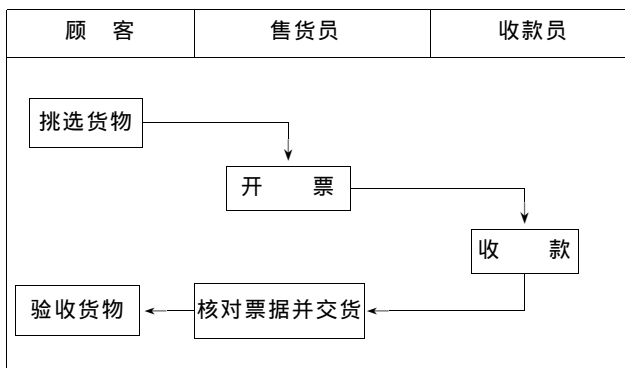 顾 客 售货员 收款员
挑选货物
开 票
收 款
验收货物 核对票据并交货